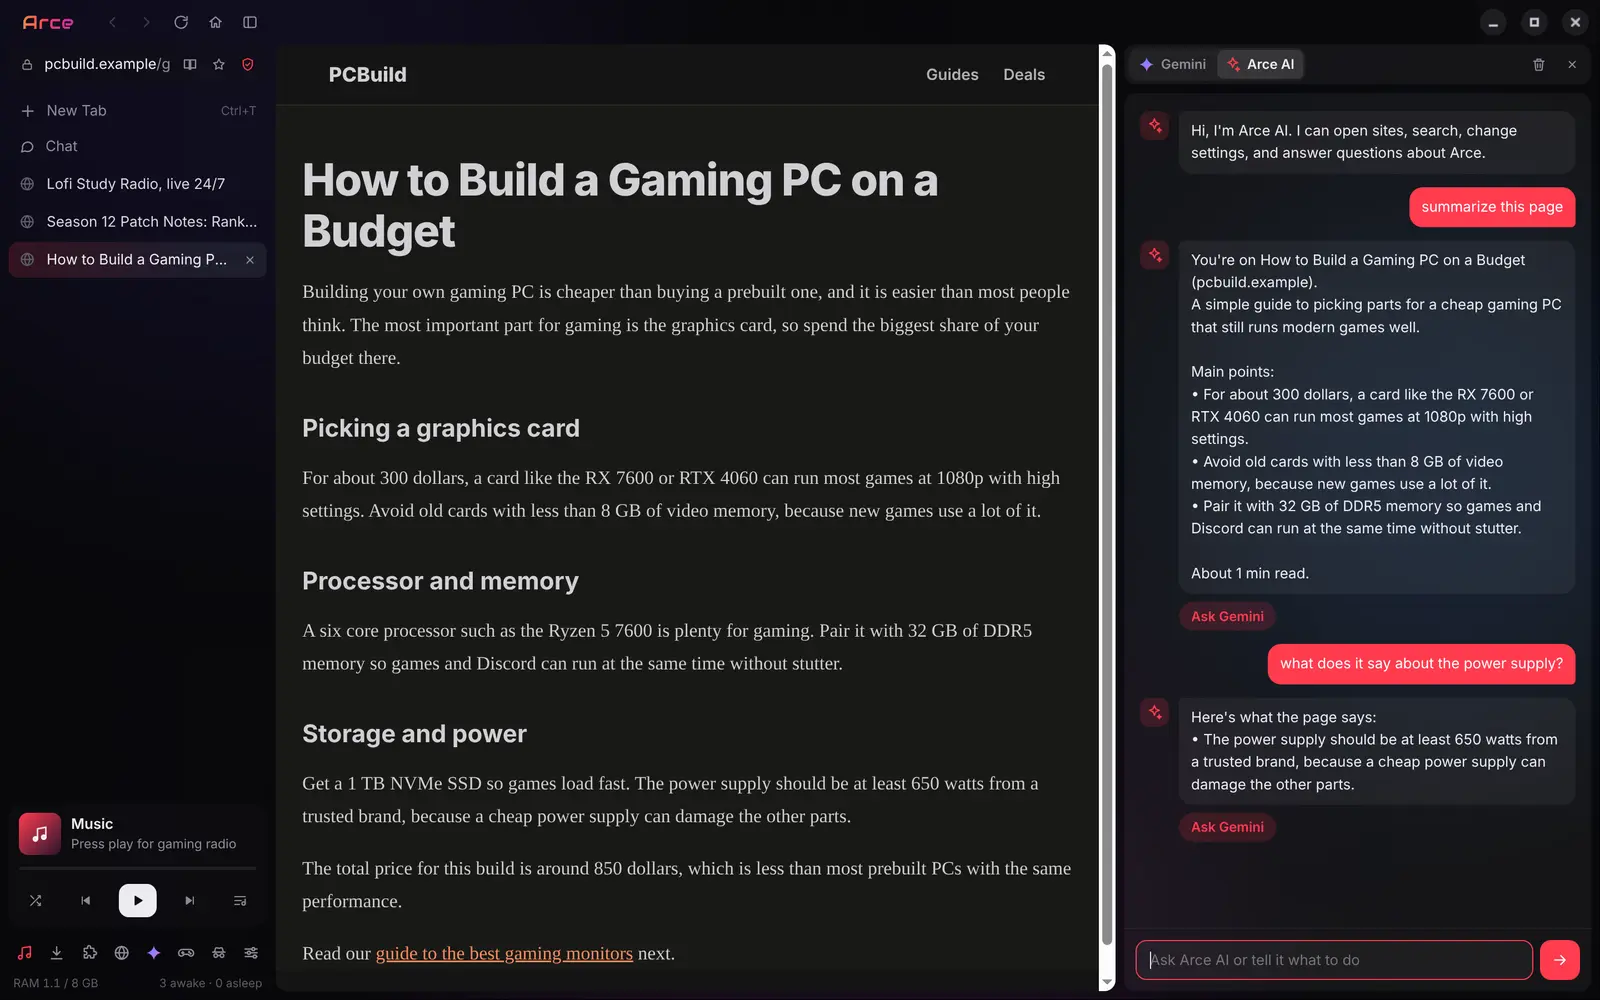 Arce
pcbuild.example/g
New Tab
Ctrl+T
Chat
Lofi Study Radio, live 24/7
Season 12 Patch Notes: Rank...
How to Build a Gaming P...
Music
Press play for gaming radio
RAM 1.1 / 8 GB
3 awake · 0 asleep
PCBuild
Guides
Deals
How to Build a Gaming PC on a
Budget
Building your own gaming PC is cheaper than buying a prebuilt one, and it is easier than most people
think. The most important part for gaming is the graphics card, so spend the biggest share of your
budget there.
Picking a graphics card
For about 300 dollars, a card like the RX 7600 or RTX 4060 can run most games at 1080p with high
settings. Avoid old cards with less than 8 GB of video memory, because new games use a lot of it.
Processor and memory
A six core processor such as the Ryzen 5 7600 is plenty for gaming. Pair it with 32 GB of DDR5
memory so games and Discord can run at the same time without stutter.
Storage and power
Get a 1 TB NVMe SSD so games load fast. The power supply should be at least 650 watts from a
trusted brand, because a cheap power supply can damage the other parts.
The total price for this build is around 850 dollars, which is less than most prebuilt PCs with the same
performance.
Read our guide to the best gaming monitors next.
Gemini
Arce AI
Hi, I'm Arce AI. I can open sites, search, change
settings, and answer questions about Arce.
summarize this page
You're on How to Build a Gaming PC on a Budget
(pcbuild.example).
A simple guide to picking parts for a cheap gaming PC
that still runs modern games well.
Main points:
• For about 300 dollars, a card like the RX 7600 or
RTX 4060 can run most games at 1080p with high
settings.
• Avoid old cards with less than 8 GB of video
memory, because new games use a lot of it.
• Pair it with 32 GB of DDR5 memory so games and
Discord can run at the same time without stutter.
About 1 min read.
Ask Gemini
what does it say about the power supply?
Here's what the page says:
• The power supply should be at least 650 watts from
a trusted brand, because a cheap power supply can
damage the other parts.
Ask Gemini
Ask Arce AI or tell it what to do